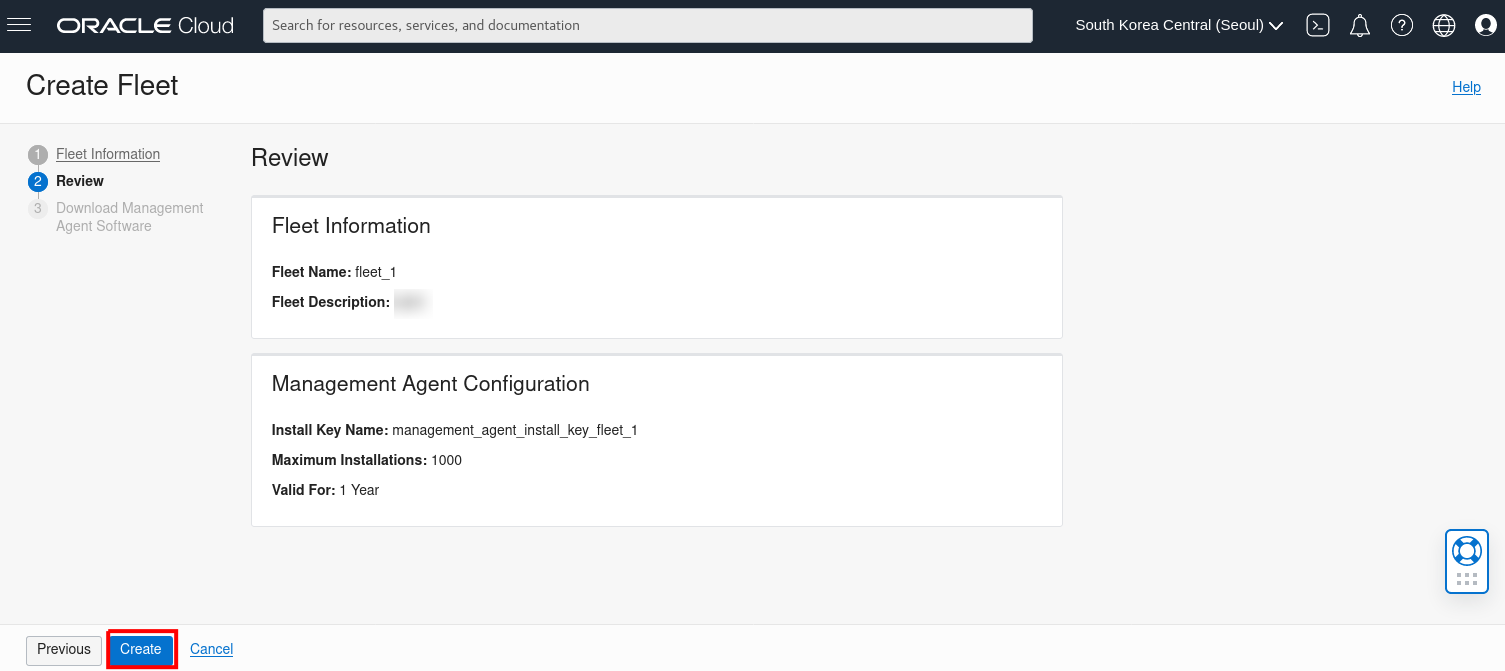 ORACLE Cloud
Search for resources, services, and documentation
South Korea Central (Seoul)
Create Fleet
Help
1 Fleet Information
2 Review
3 Download Management
Agent Software
Review
Fleet Information
Fleet Name: fleet_1
Fleet Description:
Management Agent Configuration
Install Key Name: management_agent_install_key_fleet_1
Maximum Installations: 1000
Valid For: 1 Year
Previous
Create
Cancel